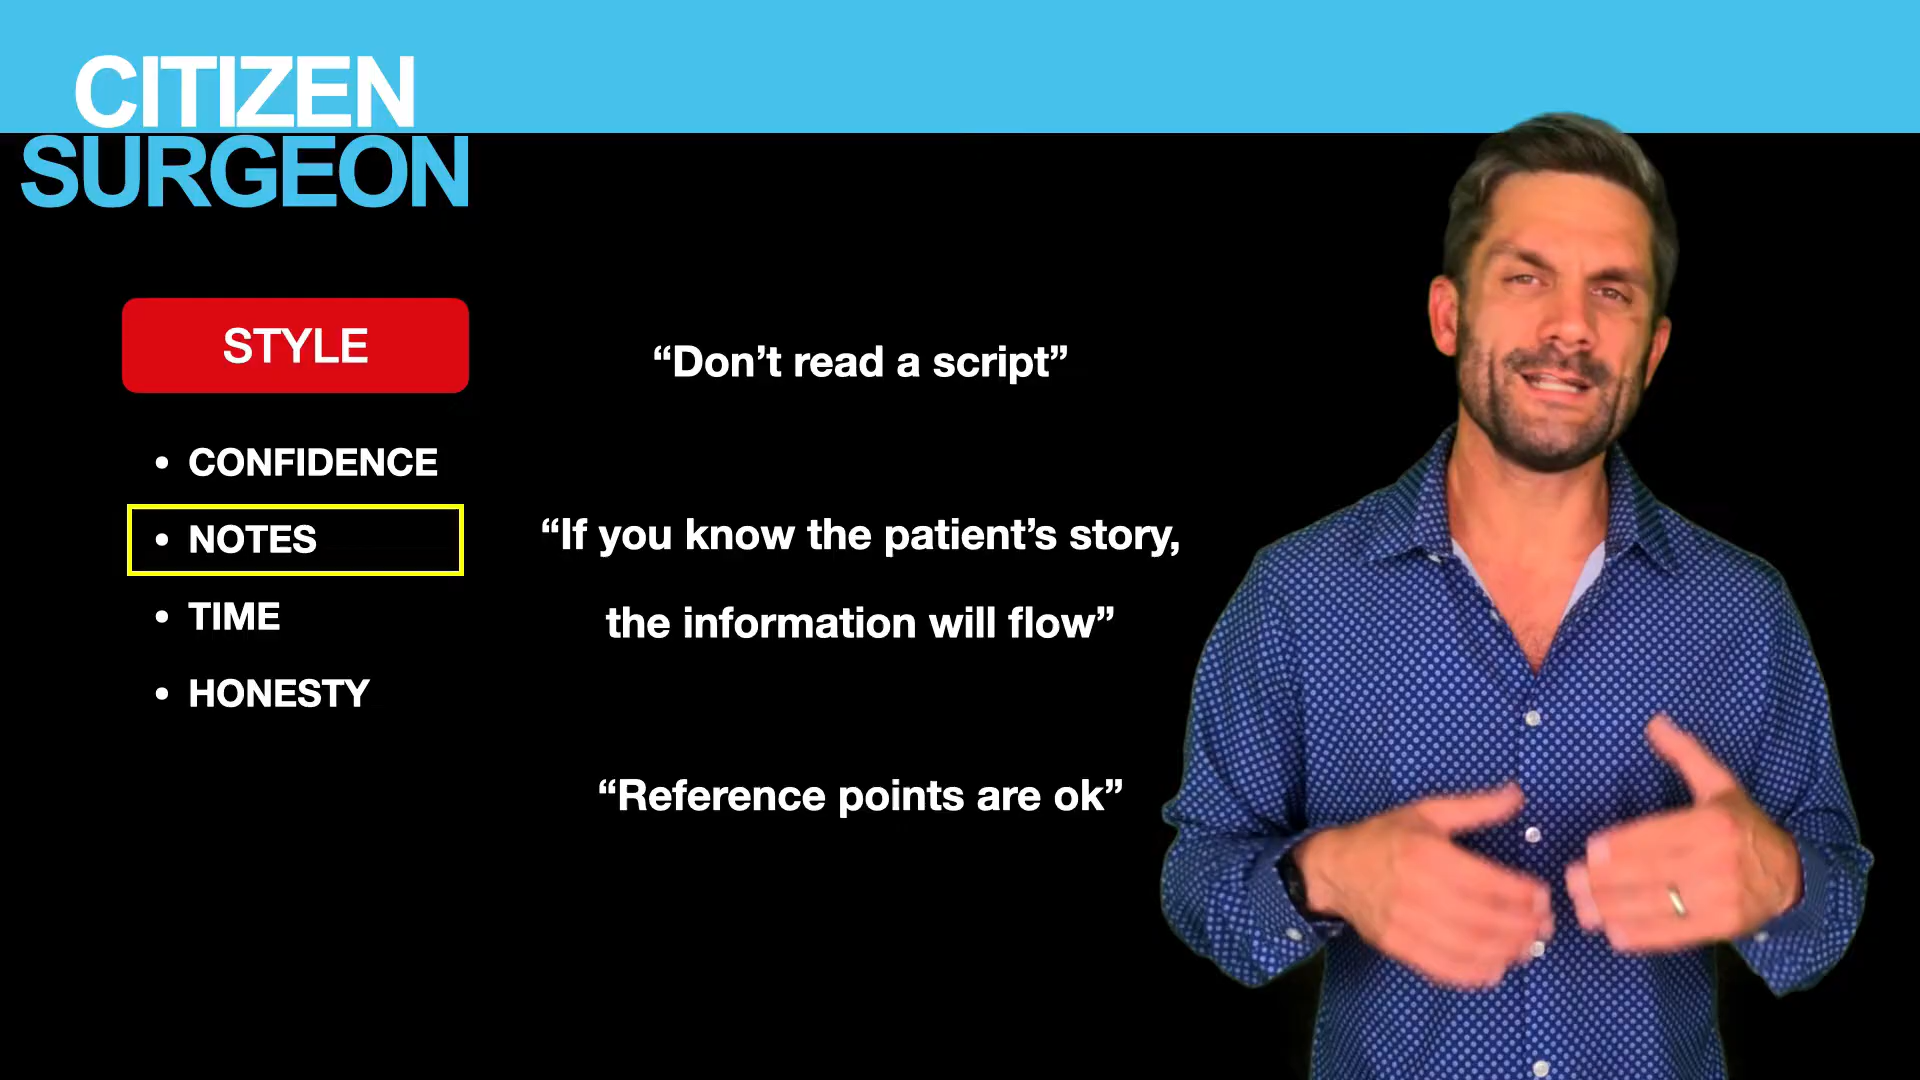 CITIZEN
SURGEON
STYLE
• CONFIDENCE
• NOTES
• TIME
• HONESTY
“Don’t read a script”
“If you know the patient’s story,
the information will flow”
“Reference points are ok”